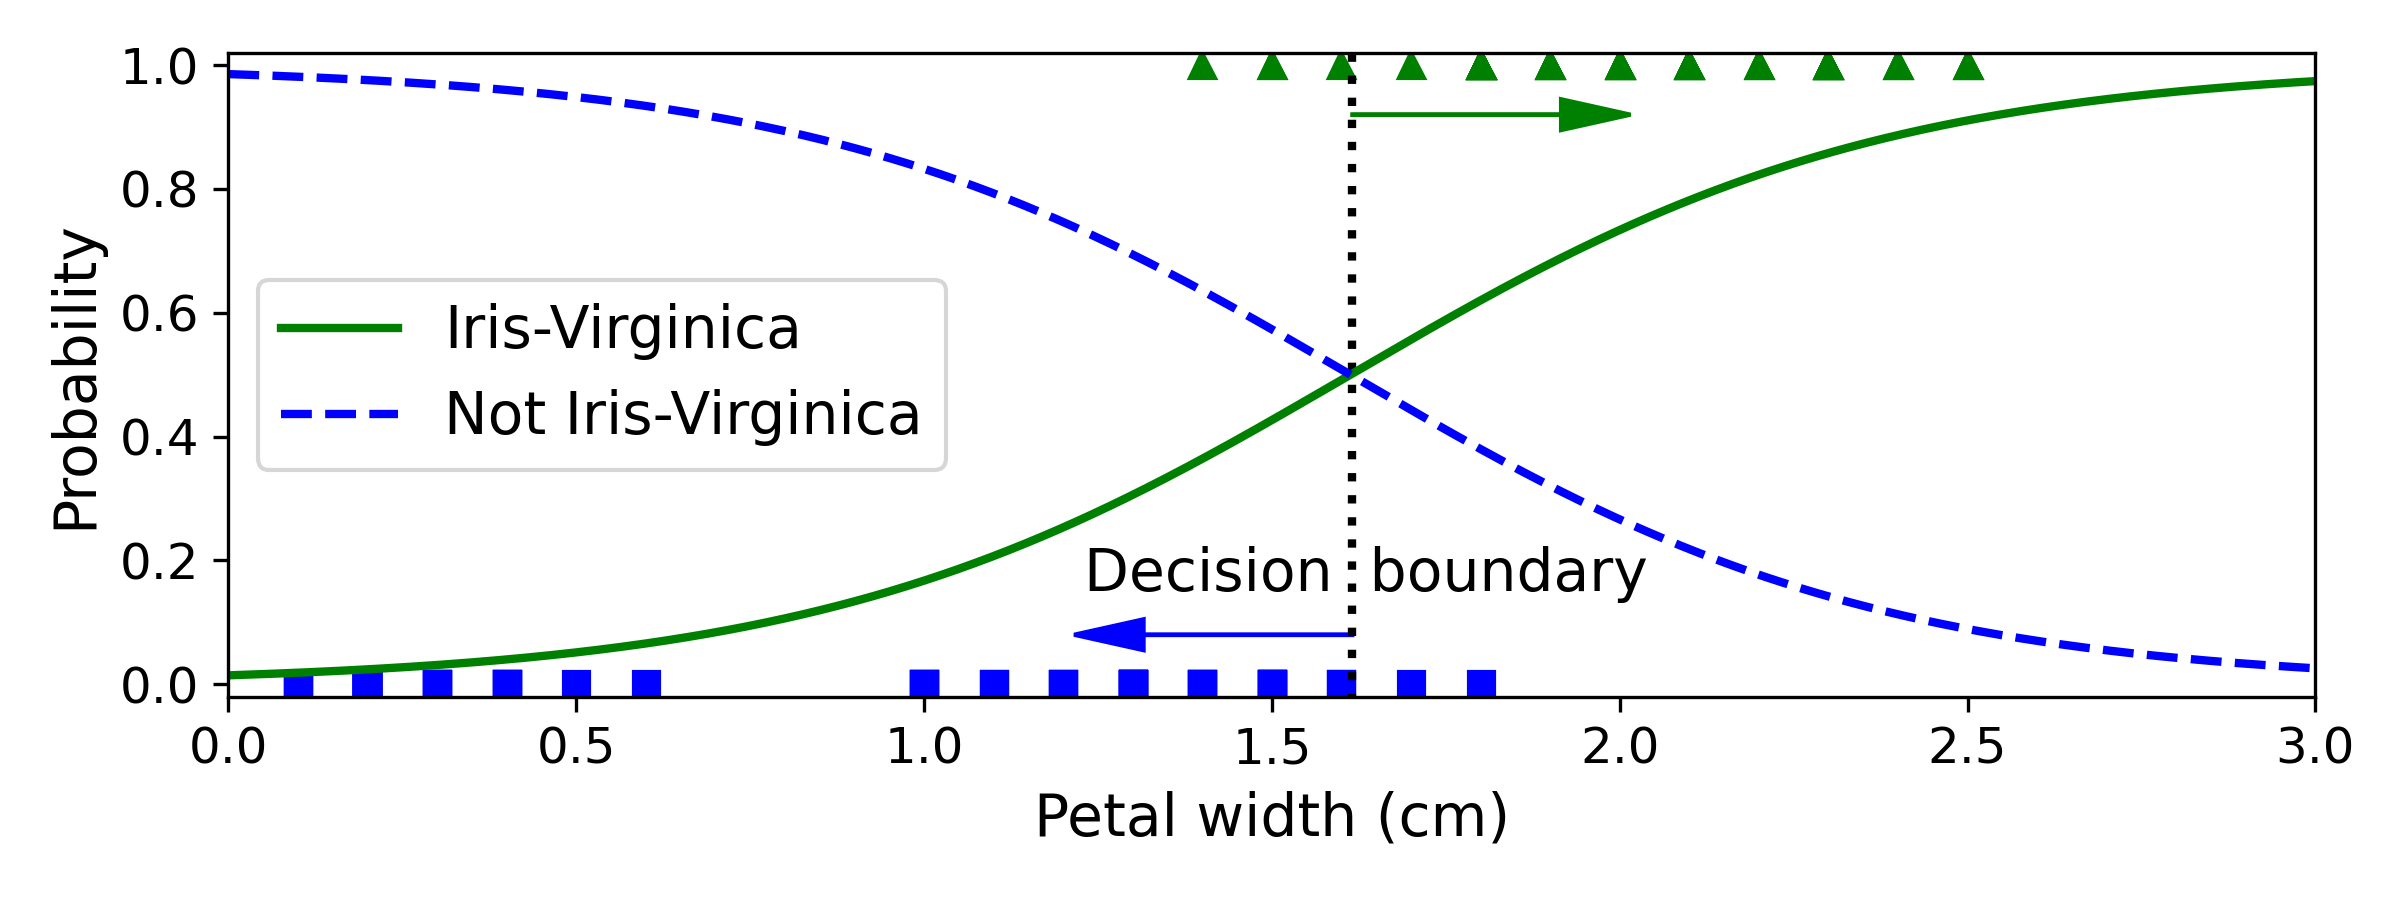 1.0
0.8
0.6
0.4
0.2
0.0
Probability
Iris-Virginica
Not Iris-Virginica
Decision boundary
0.0 0.5 1.0 1.5 2.0 2.5 3.0
Petal width (cm)